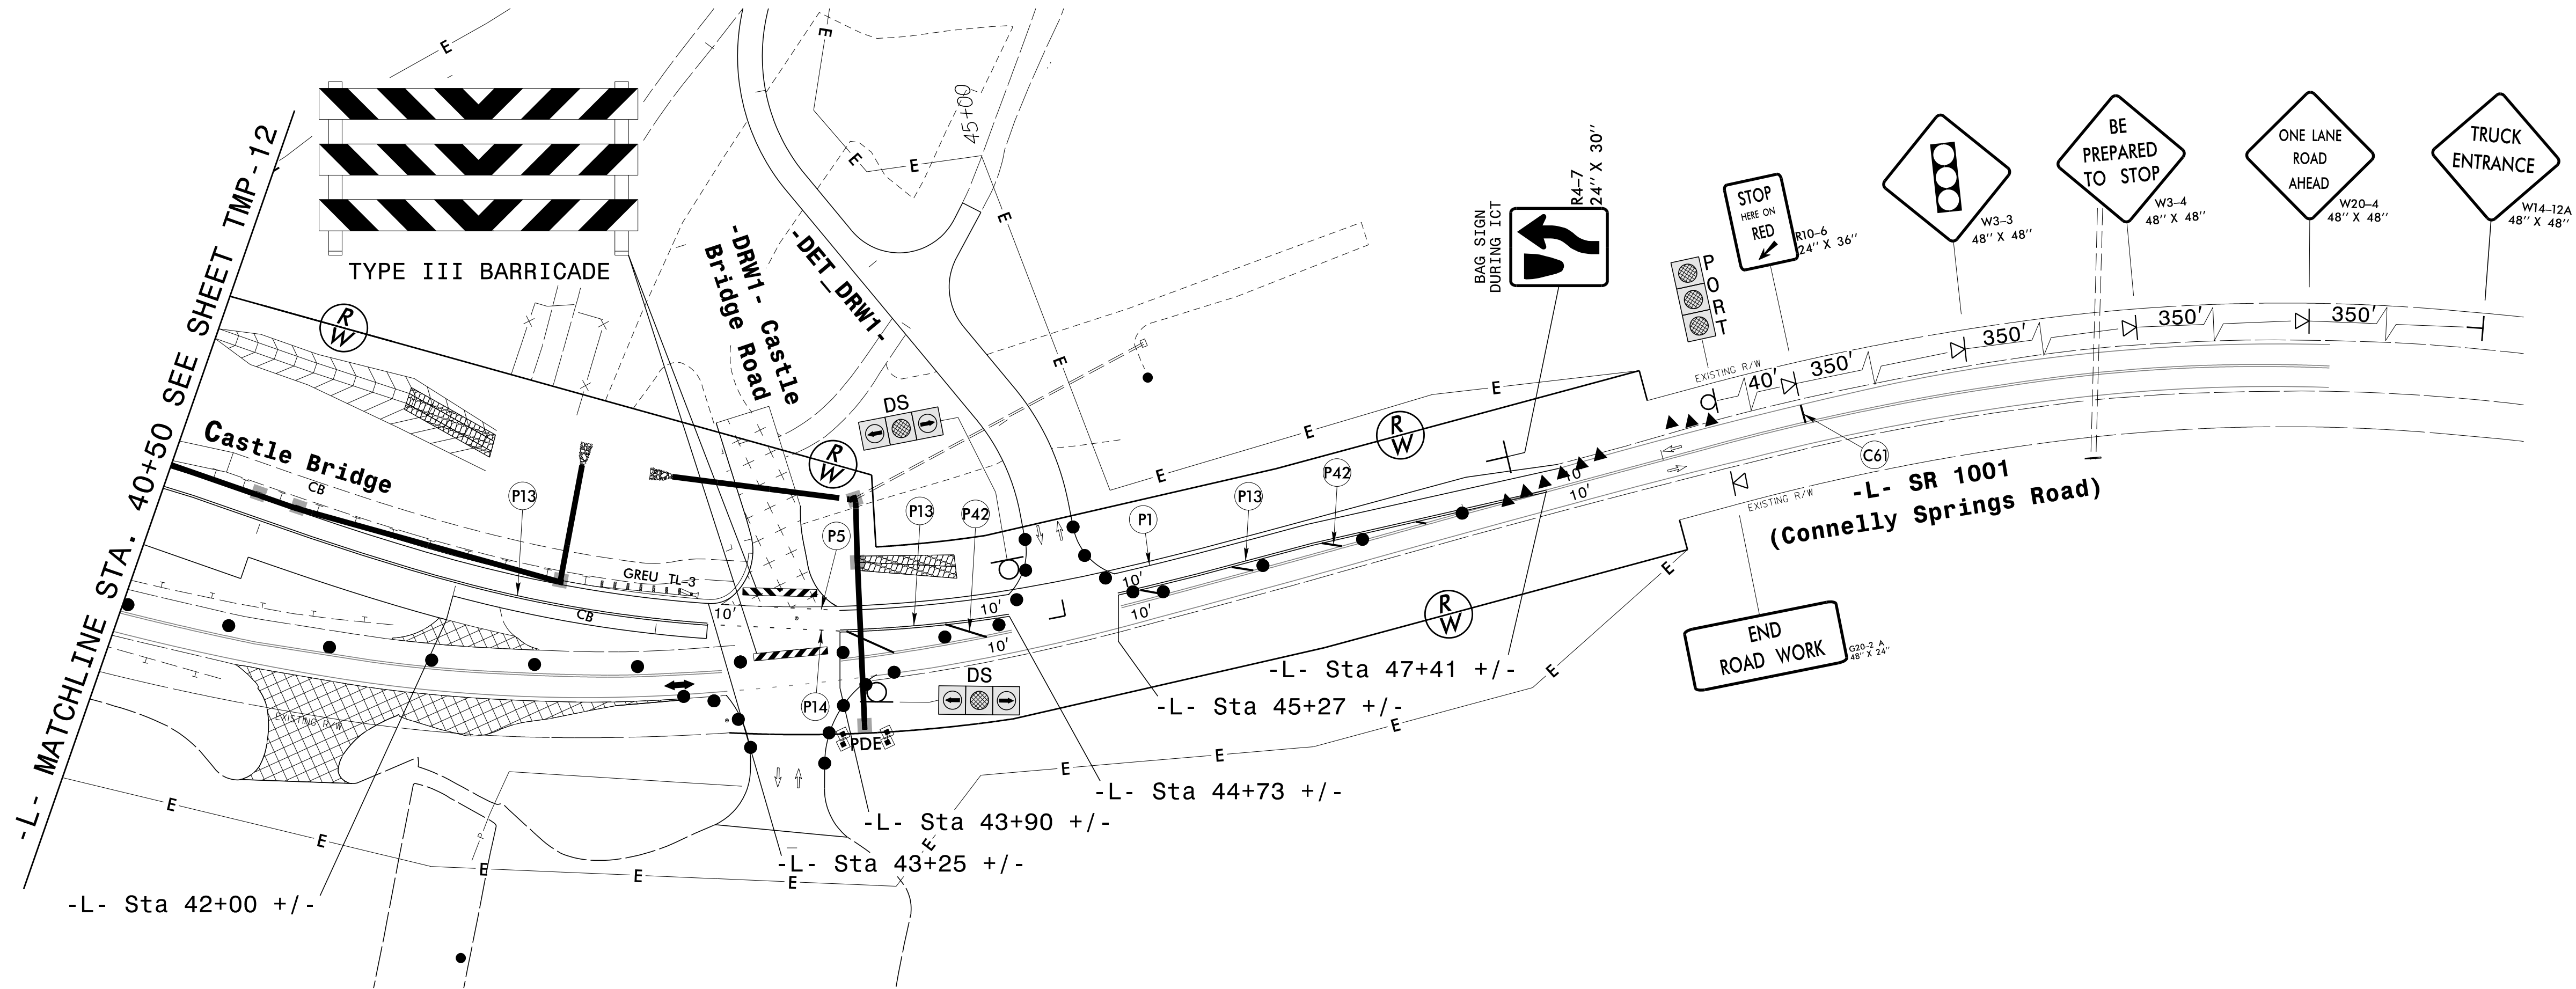 -L- MATCHLINE STA. 40+50 SEE SHEET TMP-12
TYPE III BARRICADE
E
E
E
E
45+00
E
E
-DRW1- Castle
Bridge Road
-DET_DRW1-
R
W
Castle Bridge
CB
P13
GREU TL-3
CB
10'
EXISTING R/W
DS
R
W
P5
P13
P42
10'
10'
P14
DS
PDE
P1
P13
P42
10'
10'
10'
10'
E
E
E
R
W
R
W
BAG SIGN
DURING ICT
R4-7
24" X 30"
PORT
STOP
HERE ON
RED
R10-6
24" X 36"
W3-3
48" X 48"
BE
PREPARED
TO STOP
W3-4
48" X 48"
ONE LANE
ROAD
AHEAD
W20-4
48" X 48"
TRUCK
ENTRANCE
W14-12A
48" X 48"
EXISTING R/W
40'
350'
350'
350'
350'
C61
EXISTING R/W
-L- SR 1001
(Connelly Springs Road)
END
ROAD WORK
G20-2 A
48" X 24"
E
E
E
E
E
-L- Sta 47+41 +/-
-L- Sta 45+27 +/-
-L- Sta 44+73 +/-
-L- Sta 43+90 +/-
-L- Sta 43+25 +/-
-L- Sta 42+00 +/-
E
E
E
E
E
E
P